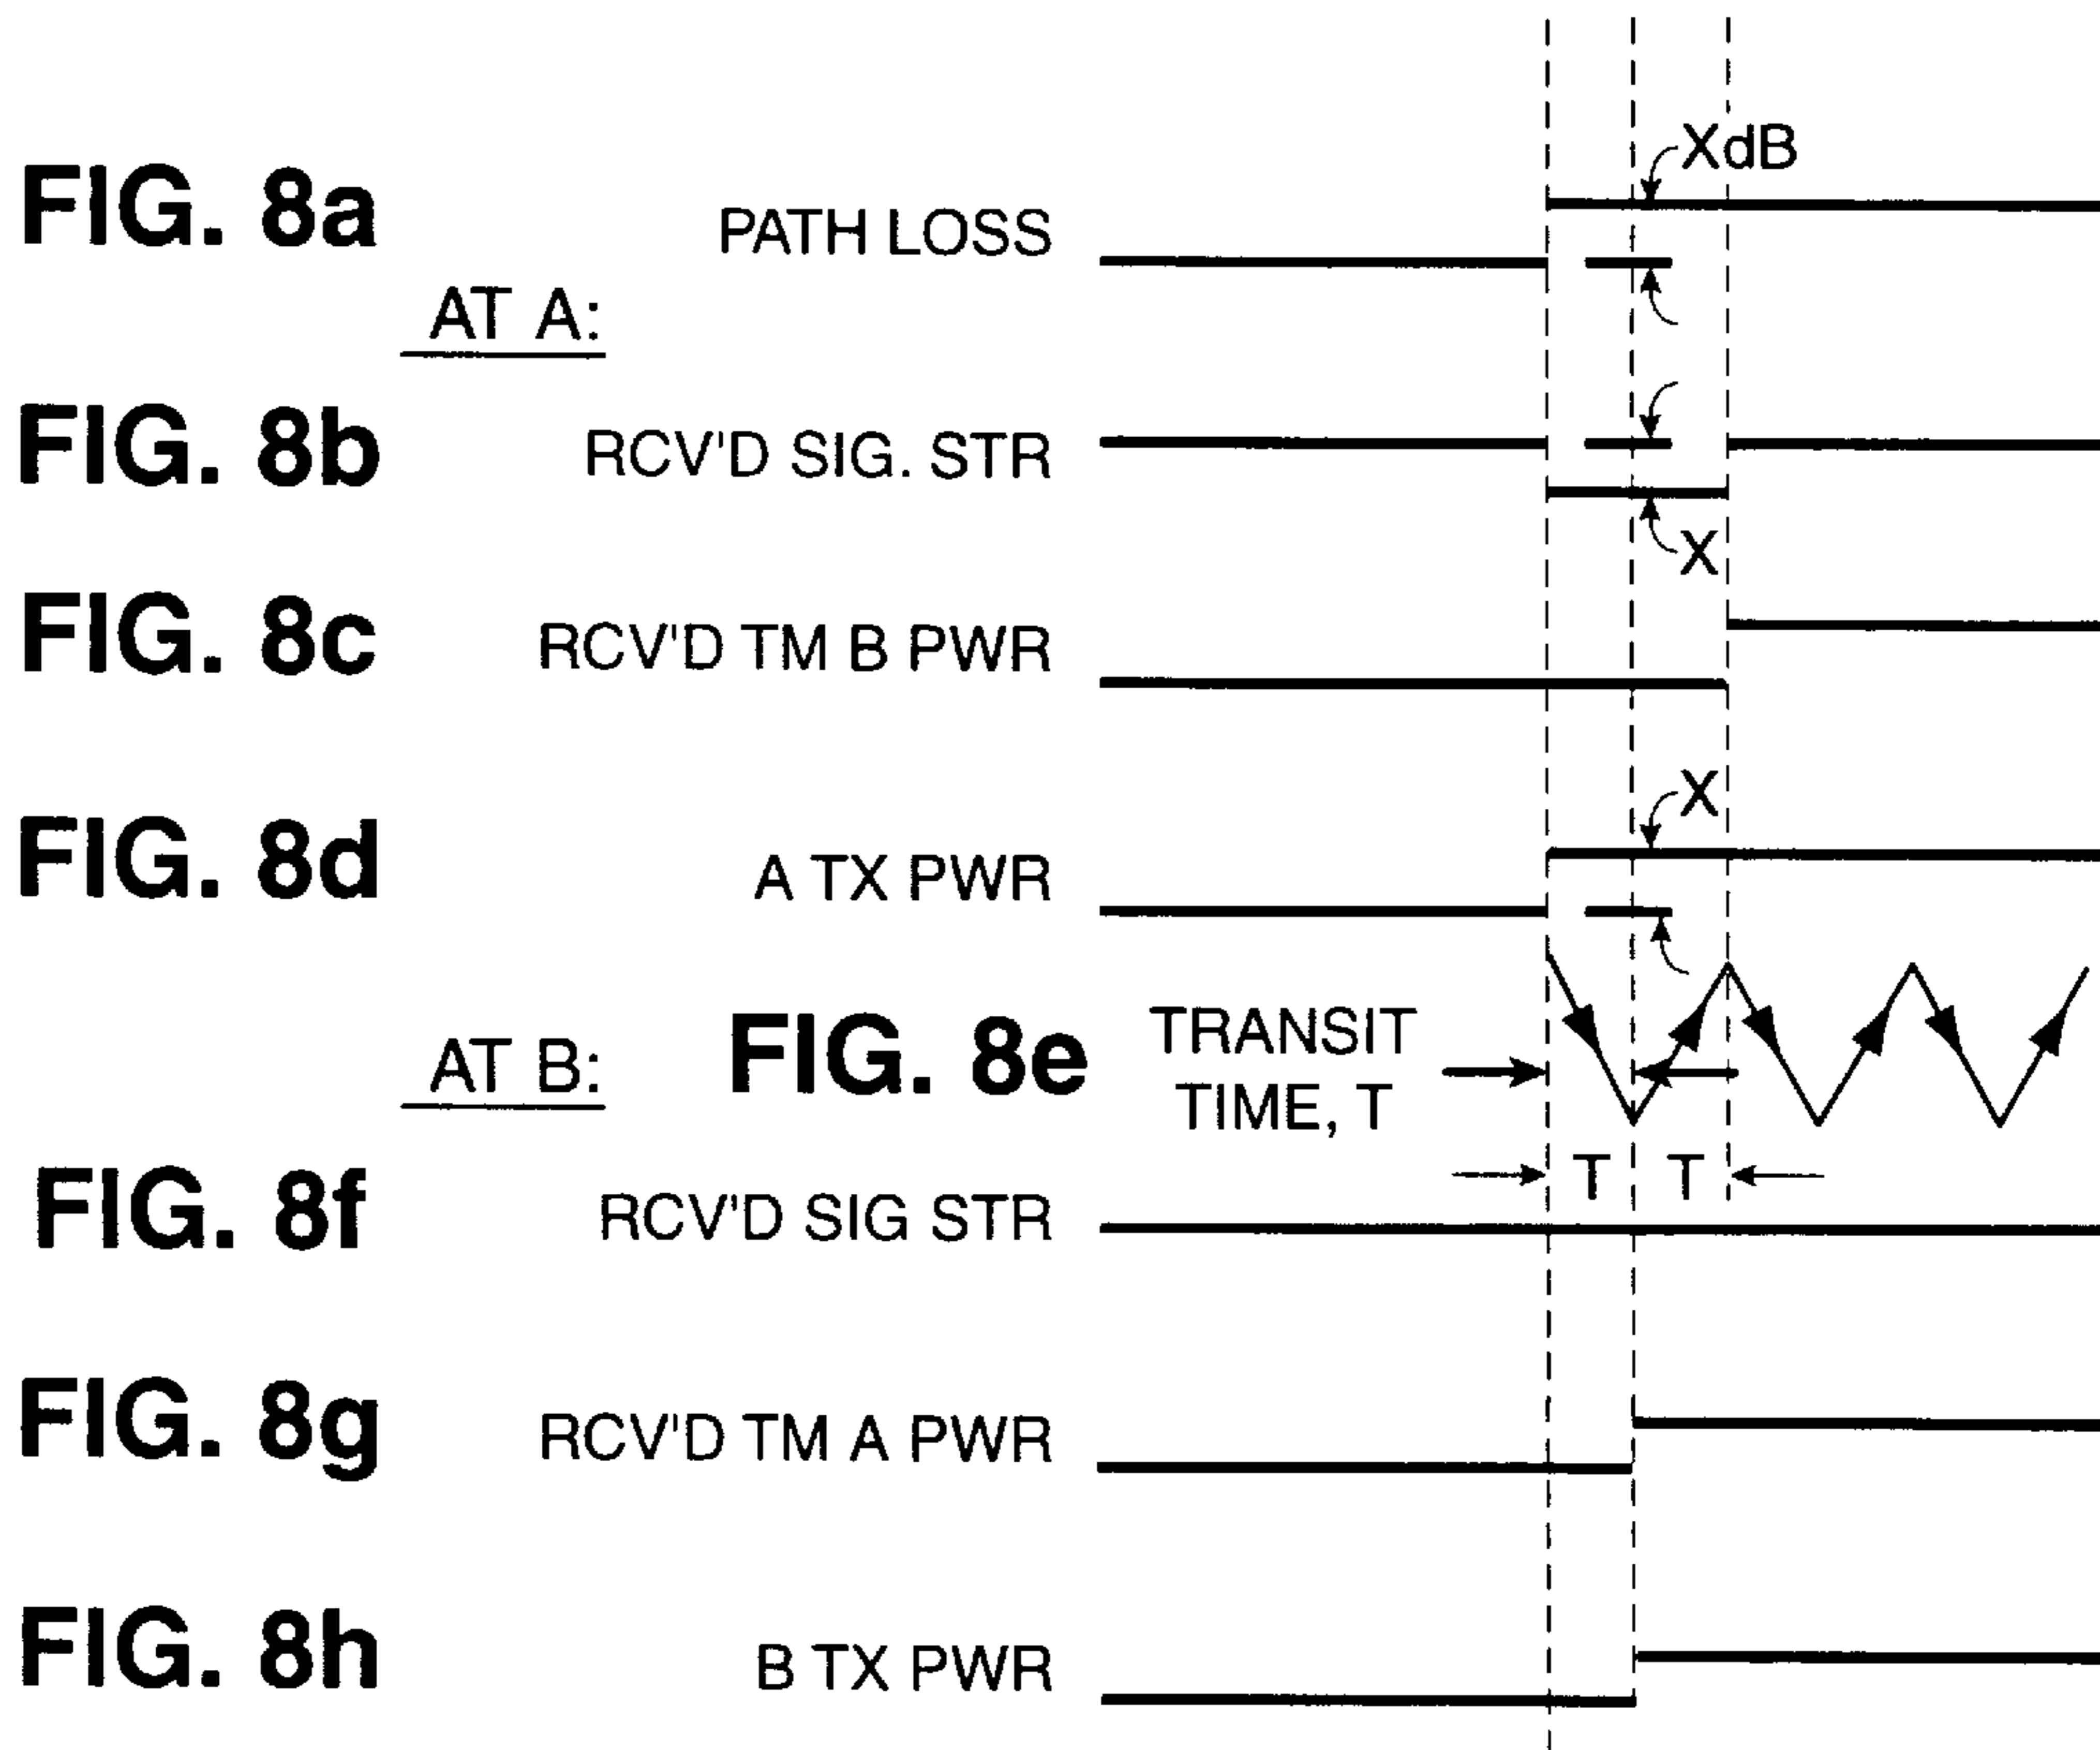 XdB
FIG. 8a PATH LOSS
AT A:
FIG. 8b RCV'D SIG. STR
X
FIG. 8c RCV'D TM B PWR
X
FIG. 8d A TX PWR
AT B: FIG. 8e TRANSIT
TIME, T
T T
FIG. 8f RCV'D SIG STR
FIG. 8g RCV'D TM A PWR
FIG. 8h B TX PWR